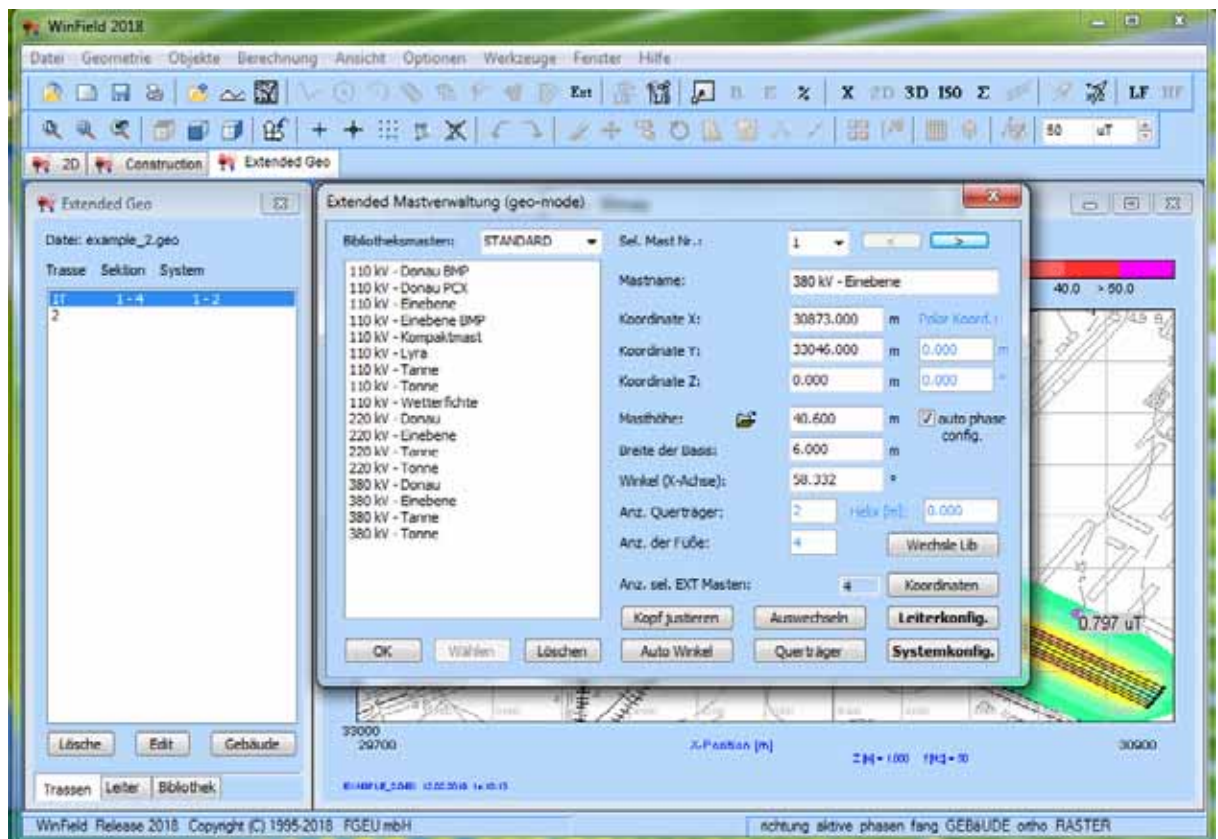 WinField 2018
Datei Geometrie Objekte Berechnung Ansicht Optionen Werkzeuge Fenster Hilfe
Ext X 2D 3D ISO Σ LF HF
50 uT
2D Construction Extended Geo
Extended Geo
Datei: example_2.geo
Trasse Sektion System
1T 1-4 1-2
2
Lösche Edit Gebäude
Trassen Leiter Bibliothek
Extended Mastverwaltung (geo-mode)
Bibliotheksmasten: STANDARD
110 kV - Donau BMP
110 kV - Donau PCX
110 kV - Einebene
110 kV - Einebene BMP
110 kV - Kompaktmast
110 kV - Lyra
110 kV - Tanne
110 kV - Tonne
110 kV - Wetterfichte
220 kV - Donau
220 kV - Einebene
220 kV - Tanne
220 kV - Tonne
380 kV - Donau
380 kV - Einebene
380 kV - Tanne
380 kV - Tonne
OK Wählen Löschen
Sel. Mast Nr.: 1 < >
Mastname: 380 kV - Einebene
Koordinate X: 30873.000 m Polar Koord.:
Koordinate Y: 33046.000 m 0.000 m
Koordinate Z: 0.000 m 0.000 °
Masthöhe: 40.600 m auto phase config.
Breite der Basis: 6.000 m
Winkel (X-Achse): 58.332 °
Anz. Querträger: 2 Helix [m]: 0.000
Anz. der Füße: 4 Wechsle Lib
Anz. sel. EXT Masten: 4 Koordinaten
Kopf justieren Auswechseln Leiterkonfig.
Auto Winkel Querträger Systemkonfig.
40.0 > 50.0
0.797 uT
33000
29700 X-Position [m] 30900
Z [m] = 1.000 f [Hz] = 50
WinField Release 2018 Copyright (C) 1995-2018 FGEU mbH
richtung aktive phasen fang GEBäUDE ortho RASTER